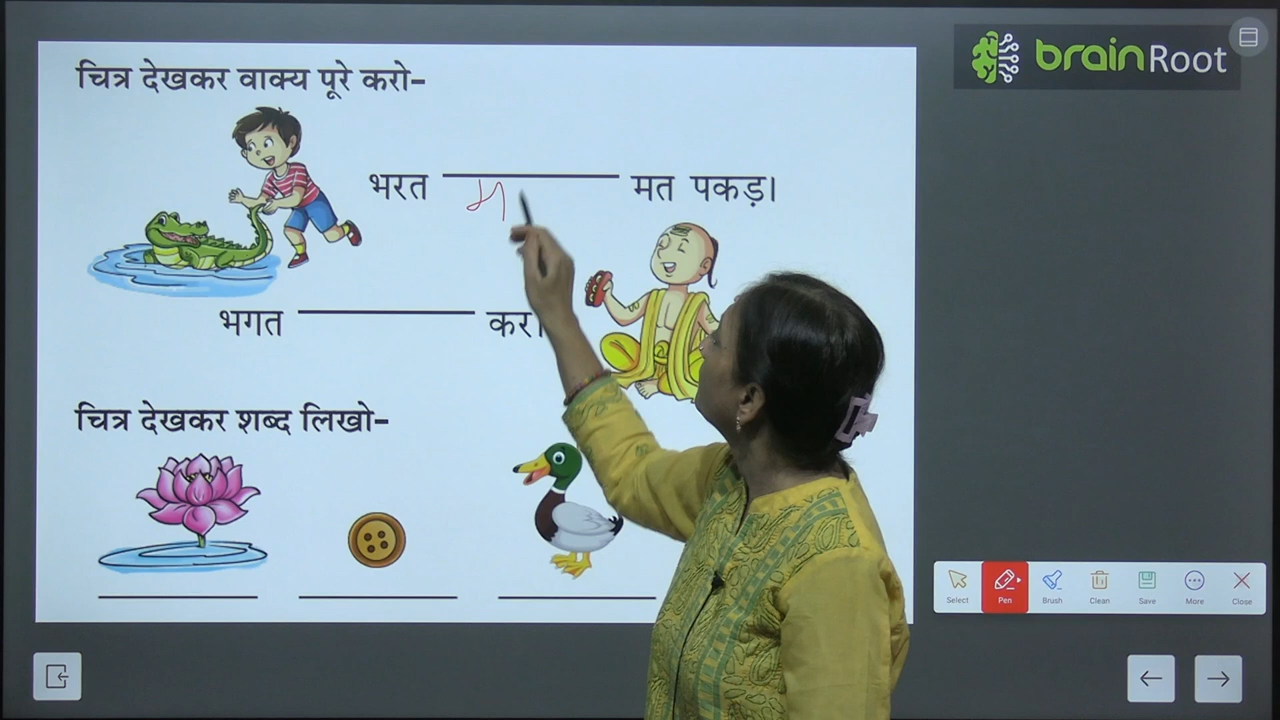 brainRoot
चित्र देखकर वाक्य पूरे करो-
भरत म मत पकड़।
भगत कर।
चित्र देखकर शब्द लिखो-
Select Pen Brush Clean Save More Close